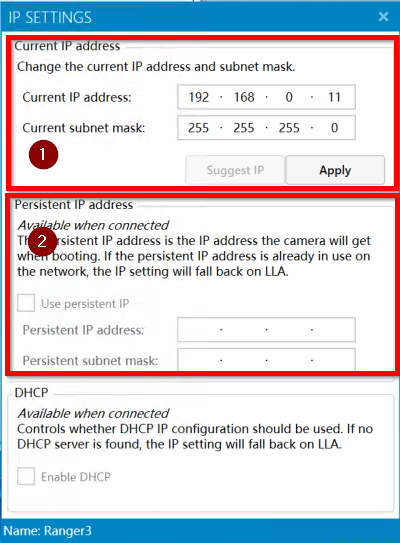 IP SETTINGS
Current IP address
Change the current IP address and subnet mask.
Current IP address: 192 . 168 . 0 . 11
Current subnet mask: 255 . 255 . 255 . 0
1
Suggest IP Apply
Persistent IP address
Available when connected
2
persistent IP address is the IP address the camera will get
when booting. If the persistent IP address is already in use on
the network, the IP setting will fall back on LLA.
Use persistent IP
Persistent IP address: . . .
Persistent subnet mask: . . .
DHCP
Available when connected
Controls whether DHCP IP configuration should be used. If no
DHCP server is found, the IP setting will fall back on LLA.
Enable DHCP
Name: Ranger3